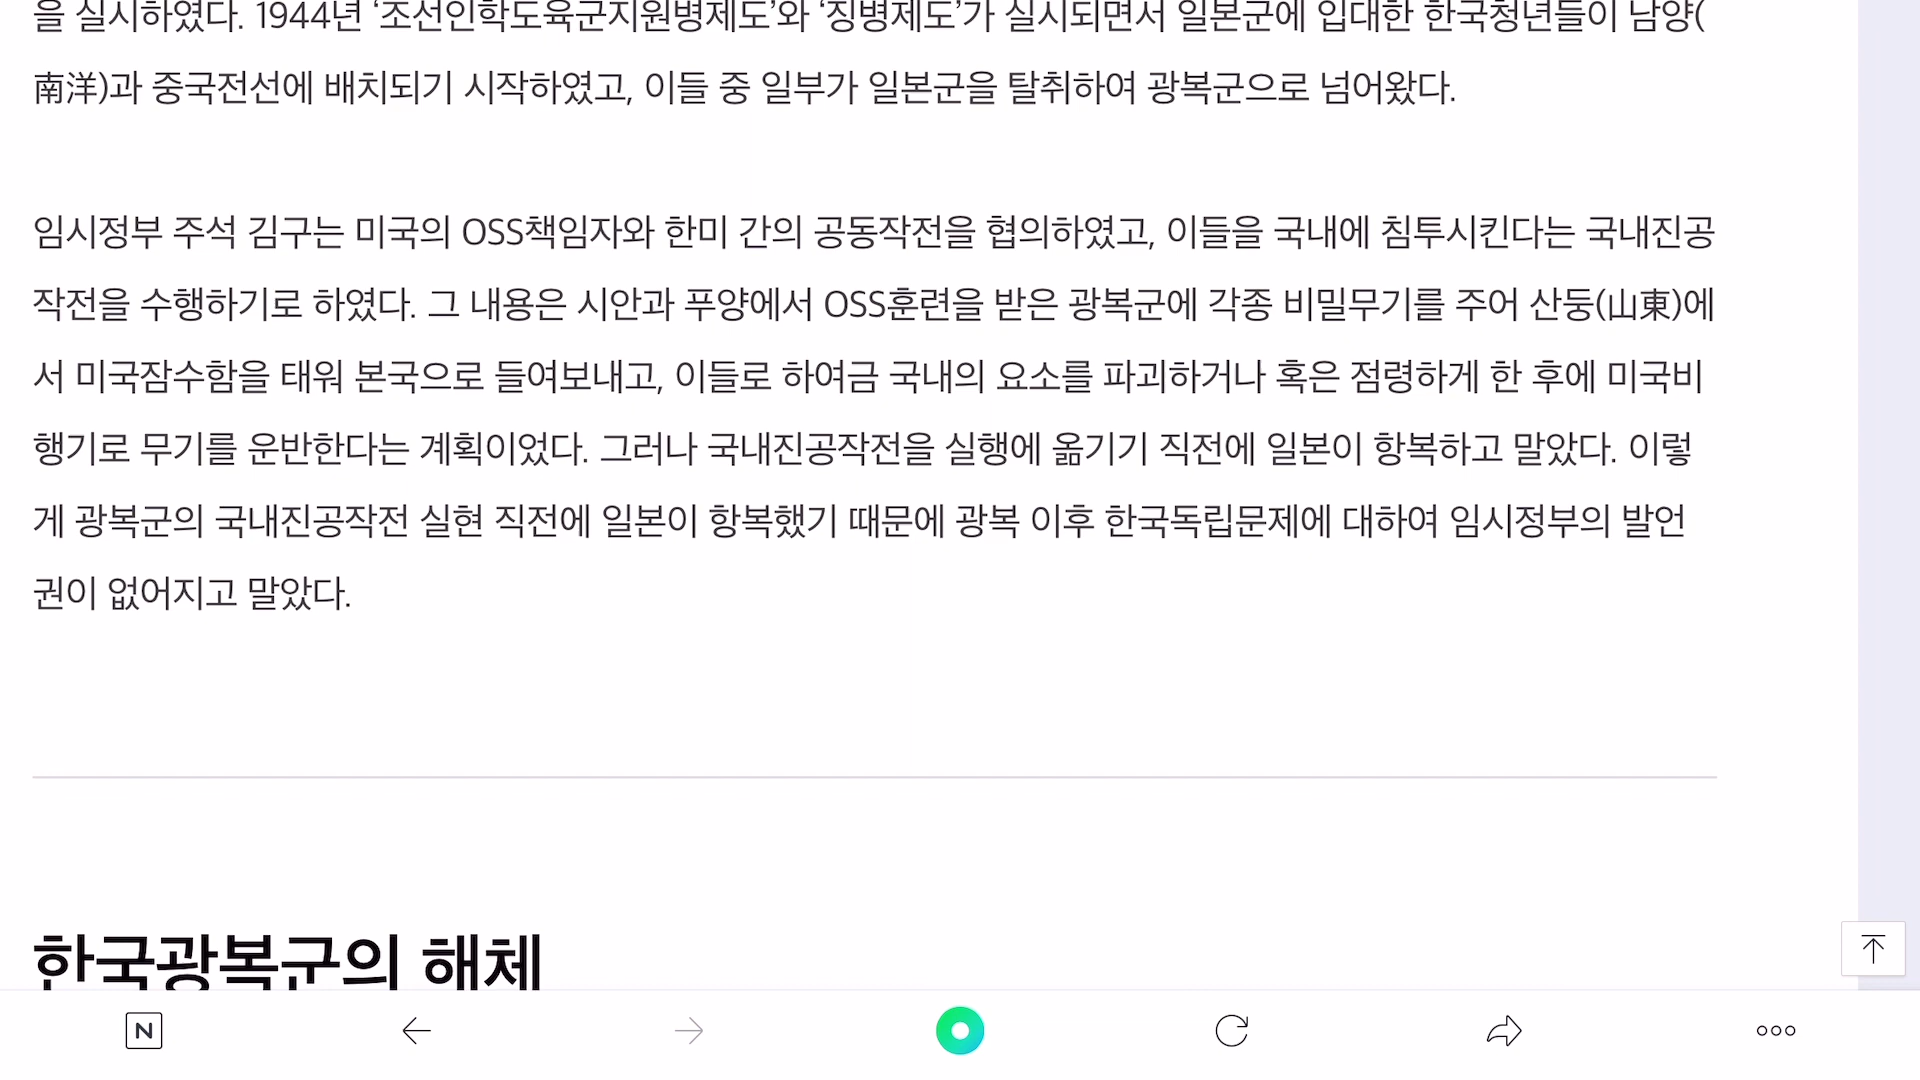 을 실시하였다. 1944년 ‘조선인학도육군지원병제도’와 ‘징병제도’가 실시되면서 일본군에 입대한 한국청년들이 남양(
南洋)과 중국전선에 배치되기 시작하였고, 이들 중 일부가 일본군을 탈취하여 광복군으로 넘어왔다.
임시정부 주석 김구는 미국의 OSS책임자와 한미 간의 공동작전을 협의하였고, 이들을 국내에 침투시킨다는 국내진공
작전을 수행하기로 하였다. 그 내용은 시안과 푸양에서 OSS훈련을 받은 광복군에 각종 비밀무기를 주어 산둥(山東)에
서 미국잠수함을 태워 본국으로 들여보내고, 이들로 하여금 국내의 요소를 파괴하거나 혹은 점령하게 한 후에 미국비
행기로 무기를 운반한다는 계획이었다. 그러나 국내진공작전을 실행에 옮기기 직전에 일본이 항복하고 말았다. 이렇
게 광복군의 국내진공작전 실현 직전에 일본이 항복했기 때문에 광복 이후 한국독립문제에 대하여 임시정부의 발언
권이 없어지고 말았다.
한국광복군의 해체
N